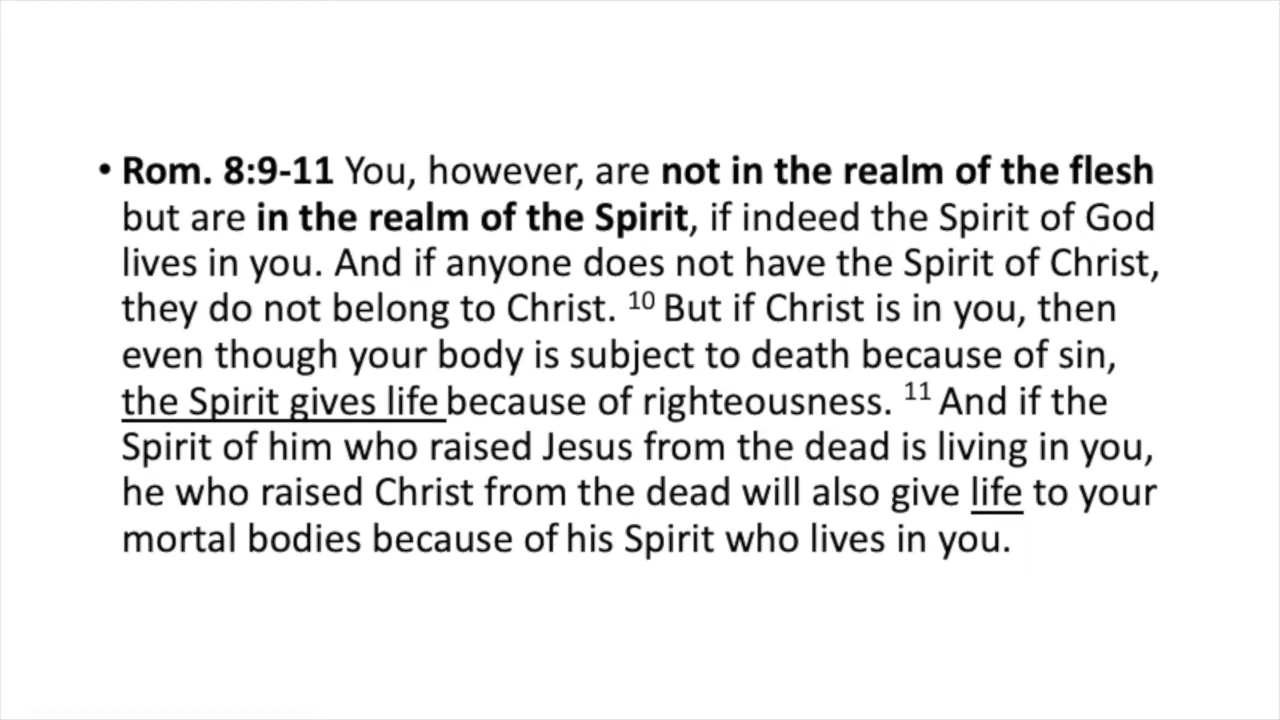 • Rom. 8:9-11 You, however, are not in the realm of the flesh
but are in the realm of the Spirit, if indeed the Spirit of God
lives in you. And if anyone does not have the Spirit of Christ,
they do not belong to Christ. 10 But if Christ is in you, then
even though your body is subject to death because of sin,
the Spirit gives life because of righteousness. 11 And if the
Spirit of him who raised Jesus from the dead is living in you,
he who raised Christ from the dead will also give life to your
mortal bodies because of his Spirit who lives in you.